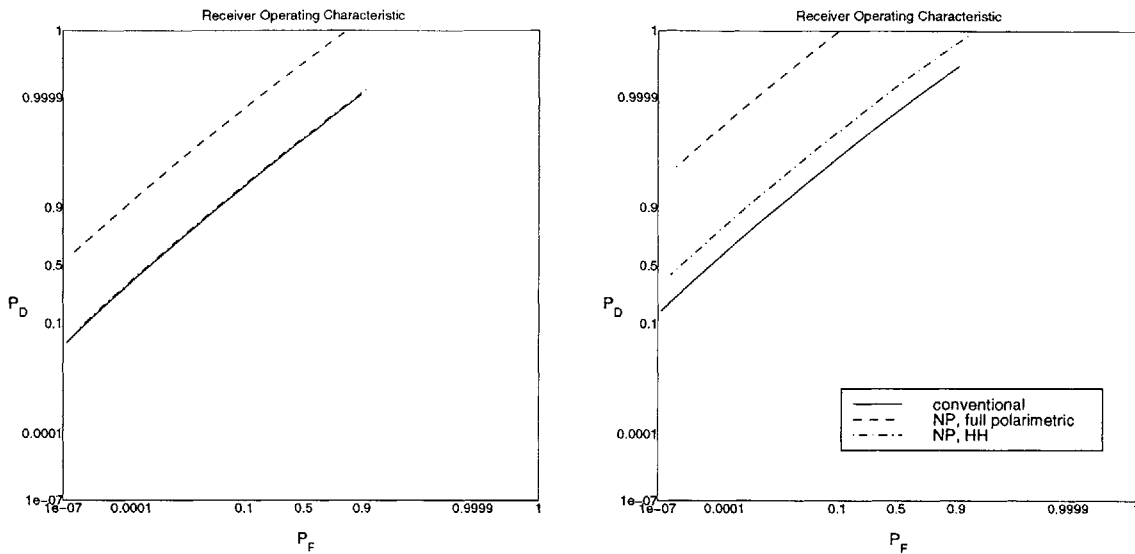 Receiver Operating Characteristic
1
0.9999
0.9
0.5
P_D
0.1
0.0001
1e-07
1e-07 0.0001 0.1 0.5 0.9 0.9999 1
P_F
Receiver Operating Characteristic
1
0.9999
0.9
0.5
P_D
0.1
conventional
NP, full polarimetric
NP, HH
0.0001
1e-07
1e-07 0.0001 0.1 0.5 0.9 0.9999 1
P_F